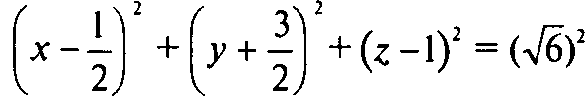 (x − 1/2)² + (y + 3/2)² + (z − 1)² = (√6)²